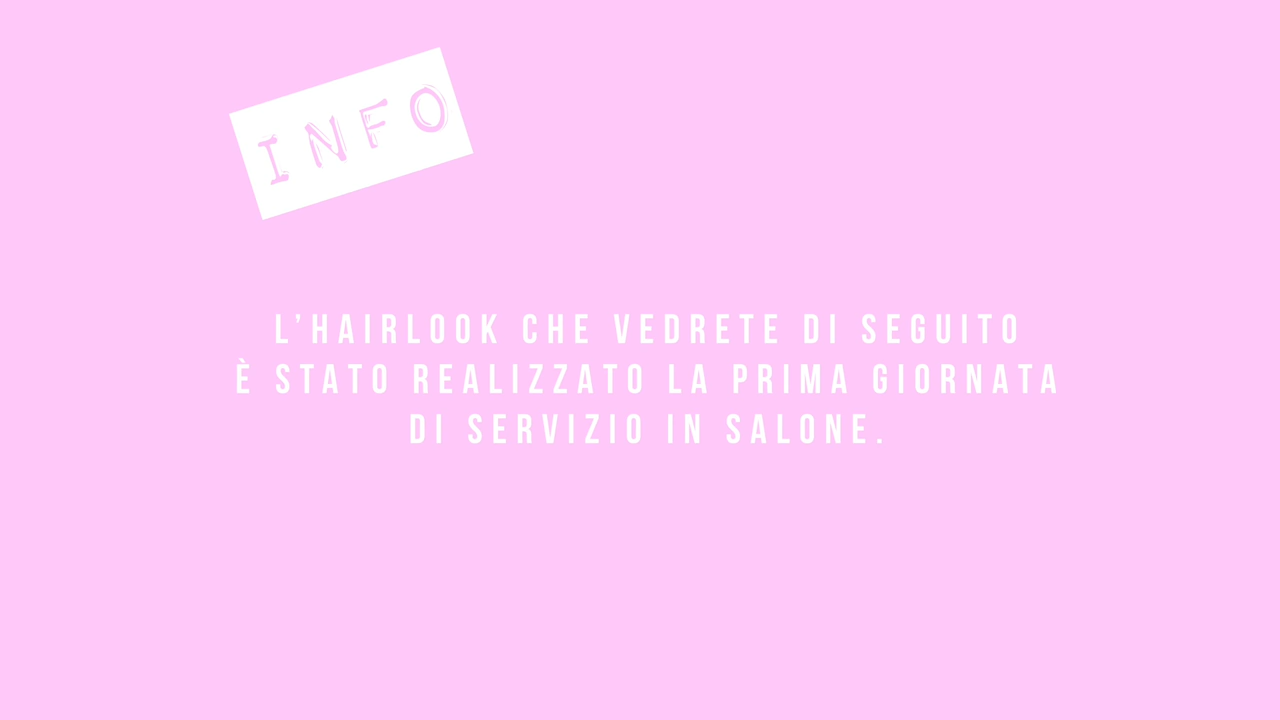 INFO
L'HAIRLOOK CHE VEDRETE DI SEGUITO
È STATO REALIZZATO LA PRIMA GIORNATA
DI SERVIZIO IN SALONE.